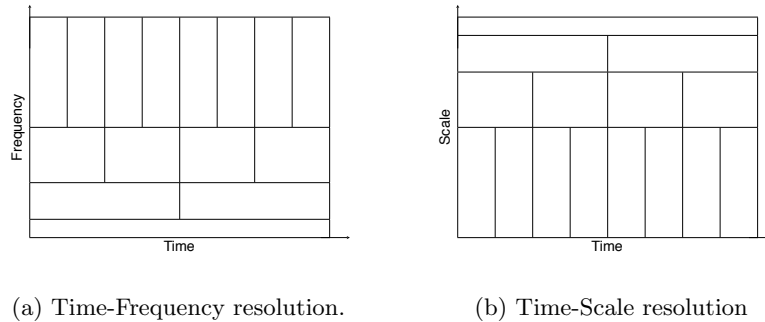 Frequency
Time
Scale
Time
(a) Time-Frequency resolution.
(b) Time-Scale resolution